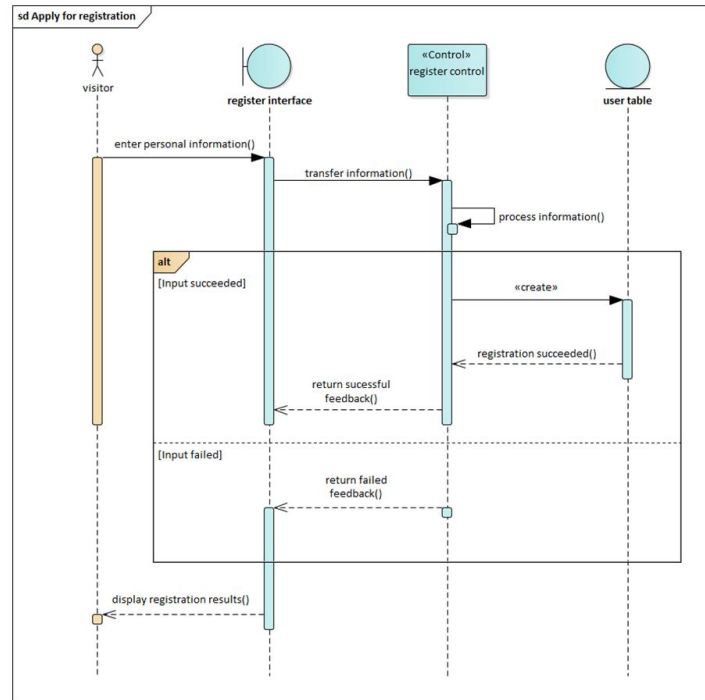 sd Apply for registration
visitor
register interface
«Control»
register control
user table
enter personal information()
transfer information()
process information()
alt
[Input succeeded]
«create»
registration succeeded()
return sucessful
feedback()
[Input failed]
return failed
feedback()
display registration results()